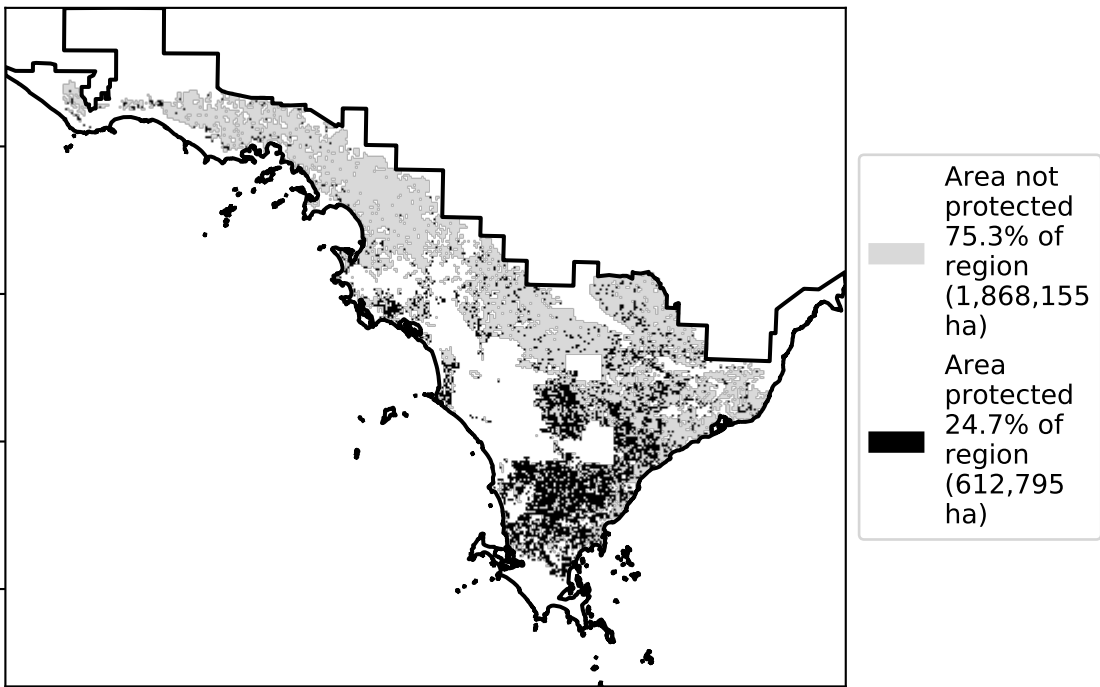 Area not
protected
75.3% of
region
(1,868,155
ha)
Area
protected
24.7% of
region
(612,795
ha)